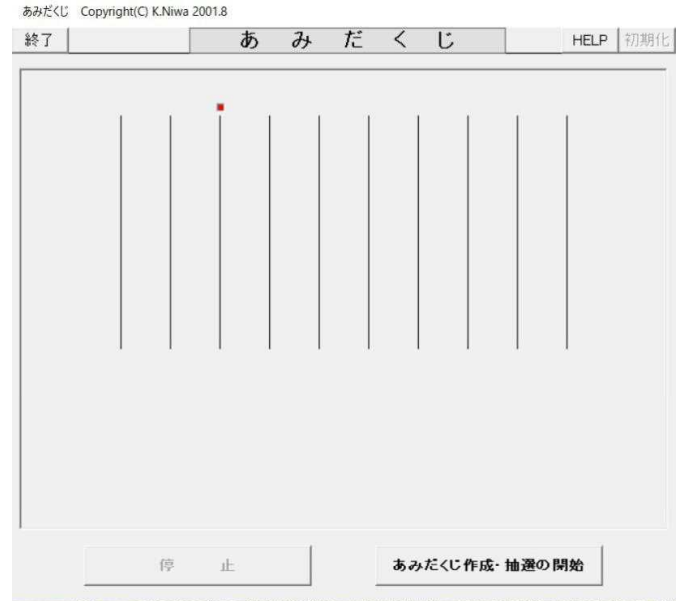 あみだくじ Copyright(C) K.Niwa 2001.8
終了 あ み だ く じ HELP 初期化
停 止 あみだくじ作成・抽選の開始